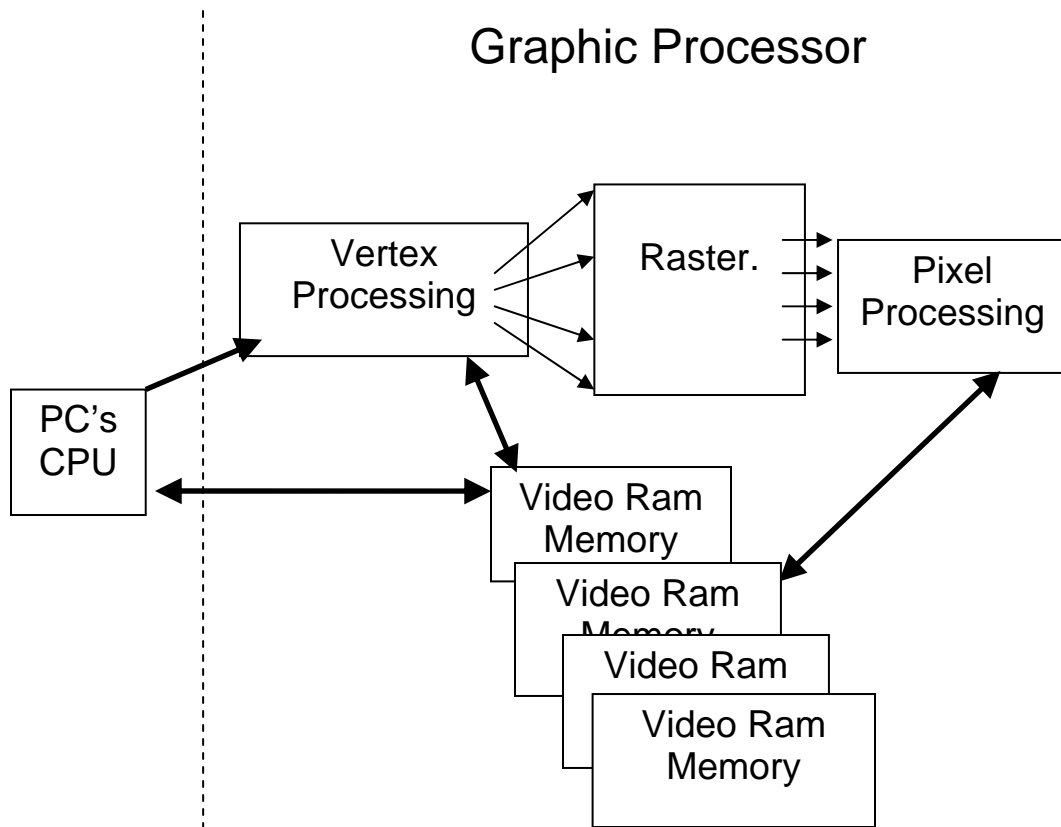 Graphic Processor
Vertex
Processing
Raster.
Pixel
Processing
PC’s
CPU
Video Ram
Memory
Video Ram
Memory
Video Ram
Video Ram
Memory